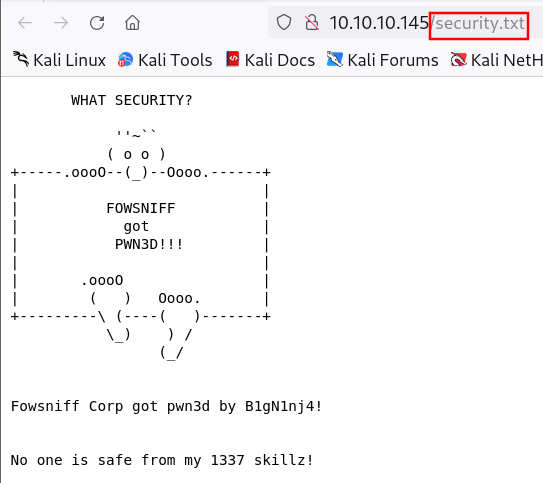 10.10.10.145/security.txt
Kali Linux Kali Tools Kali Docs Kali Forums Kali NetH
WHAT SECURITY?
''~``
( o o )
+-----.oooO--(_)--Oooo.------+
|                            |
|          FOWSNIFF          |
|            got             |
|           PWN3D!!!         |
|                            |
|       .oooO                |
|        (   )   Oooo.       |
+---------\ (----(   )-------+
\_)    ) /
(_/
Fowsniff Corp got pwn3d by B1gN1nj4!
No one is safe from my 1337 skillz!